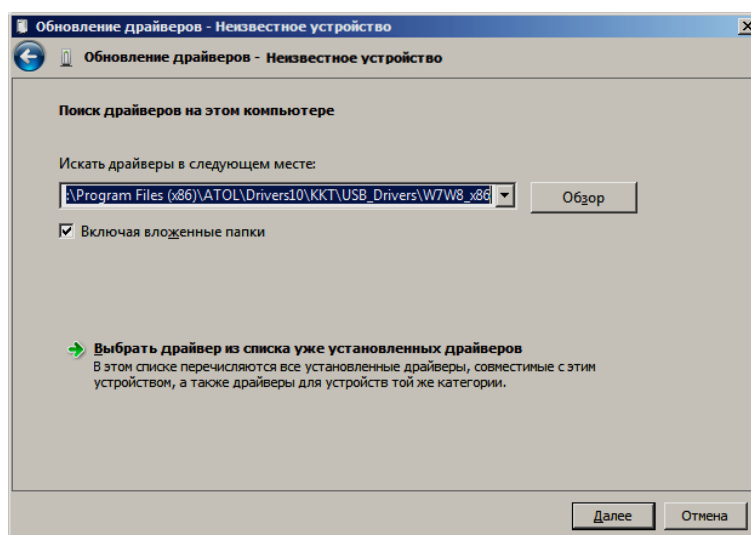 Обновление драйверов - Неизвестное устройство
Обновление драйверов - Неизвестное устройство
Поиск драйверов на этом компьютере
Искать драйверы в следующем месте:
:\Program Files (x86)\ATOL\Drivers10\KKT\USB_Drivers\W7W8_x86
Обзор
Включая вложенные папки
Выбрать драйвер из списка уже установленных драйверов
В этом списке перечисляются все установленные драйверы, совместимые с этим
устройством, а также драйверы для устройств той же категории.
Далее
Отмена